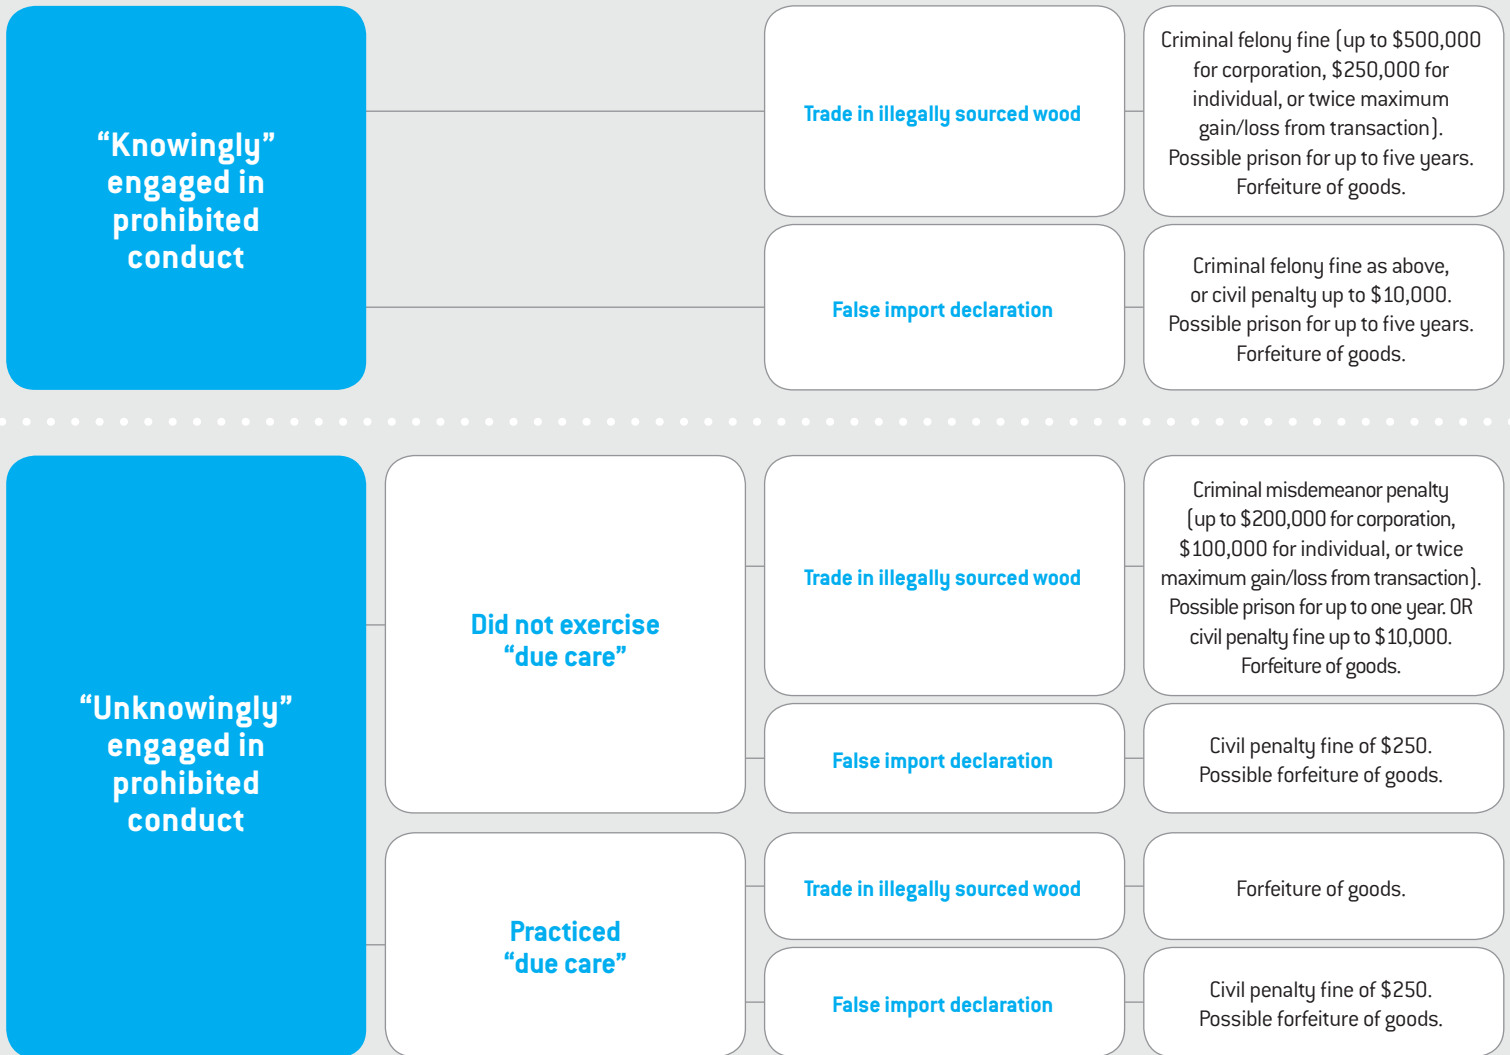 “Knowingly”
engaged in
prohibited
conduct
Trade in illegally sourced wood
Criminal felony fine (up to $500,000
for corporation, $250,000 for
individual, or twice maximum
gain/loss from transaction).
Possible prison for up to five years.
Forfeiture of goods.
False import declaration
Criminal felony fine as above,
or civil penalty up to $10,000.
Possible prison for up to five years.
Forfeiture of goods.
“Unknowingly”
engaged in
prohibited
conduct
Did not exercise
“due care”
Trade in illegally sourced wood
Criminal misdemeanor penalty
(up to $200,000 for corporation,
$100,000 for individual, or twice
maximum gain/loss from transaction).
Possible prison for up to one year. OR
civil penalty fine up to $10,000.
Forfeiture of goods.
False import declaration
Civil penalty fine of $250.
Possible forfeiture of goods.
Practiced
“due care”
Trade in illegally sourced wood
Forfeiture of goods.
False import declaration
Civil penalty fine of $250.
Possible forfeiture of goods.